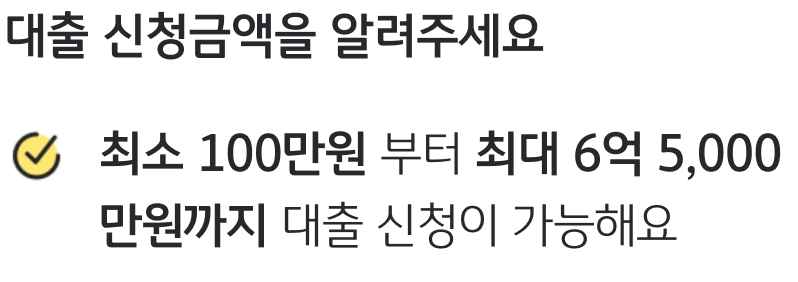 대출 신청금액을 알려주세요
최소 100만원 부터 최대 6억 5,000
만원까지 대출 신청이 가능해요